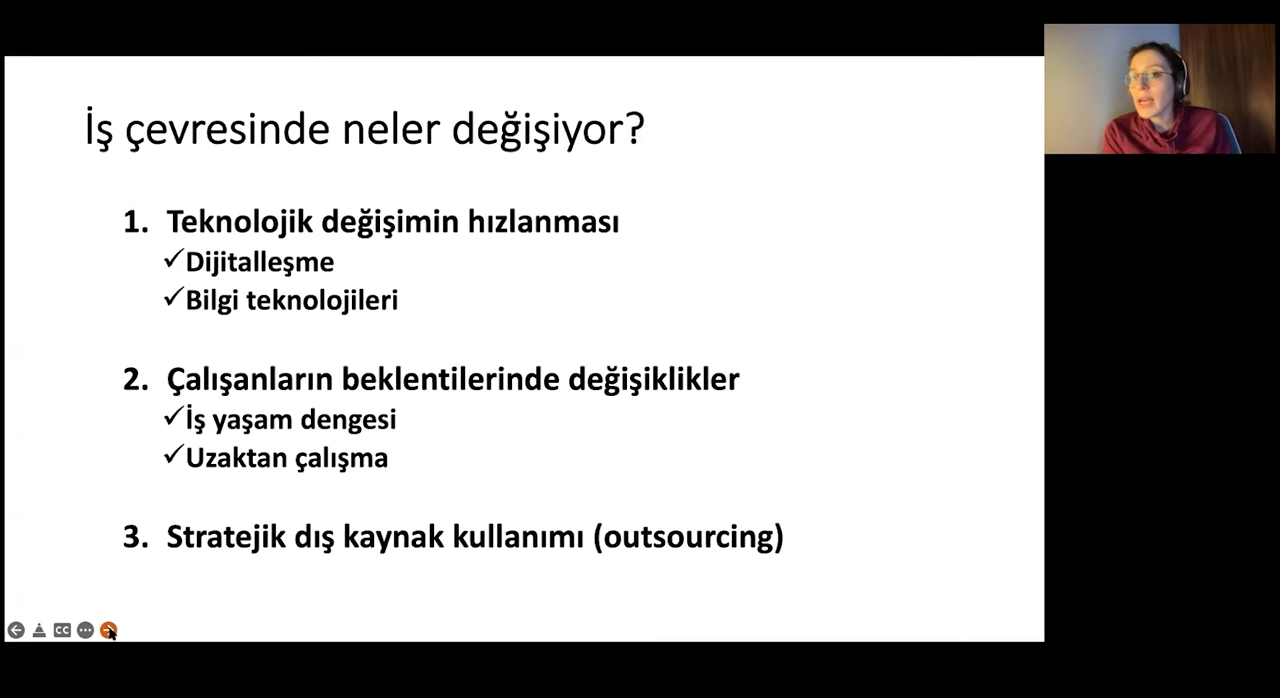 İş çevresinde neler değişiyor?
1. Teknolojik değişimin hızlanması
✓Dijitalleşme
✓Bilgi teknolojileri
2. Çalışanların beklentilerinde değişiklikler
✓İş yaşam dengesi
✓Uzaktan çalışma
3. Stratejik dış kaynak kullanımı (outsourcing)
CC